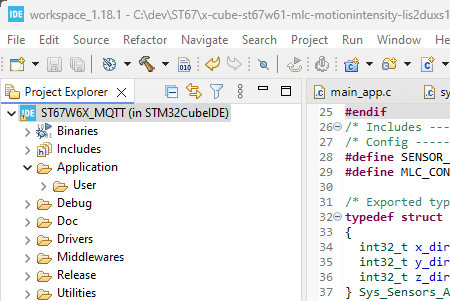 IDE workspace_1.18.1 - C:\dev\ST67\x-cube-st67w61-mlc-motionintensity-lis2duxs1
File Edit Source Refactor Navigate Search Project Run
Project Explorer
IDE ST67W6X_MQTT (in STM32CubeIDE)
Binaries
Includes
Application
User
Debug
Doc
Drivers
Middlewares
Release
Utilities
main_app.c
25 #endif
26 /* Includes ----
27 /* Config -----
28 #define SENSOR_
29 #define MLC_CON
30
31 /* Exported typ
32 typedef struct
33 {
34 int32_t x_dir
35 int32_t y_dir
36 int32_t z_dir
37 } Sys_Sensors_A